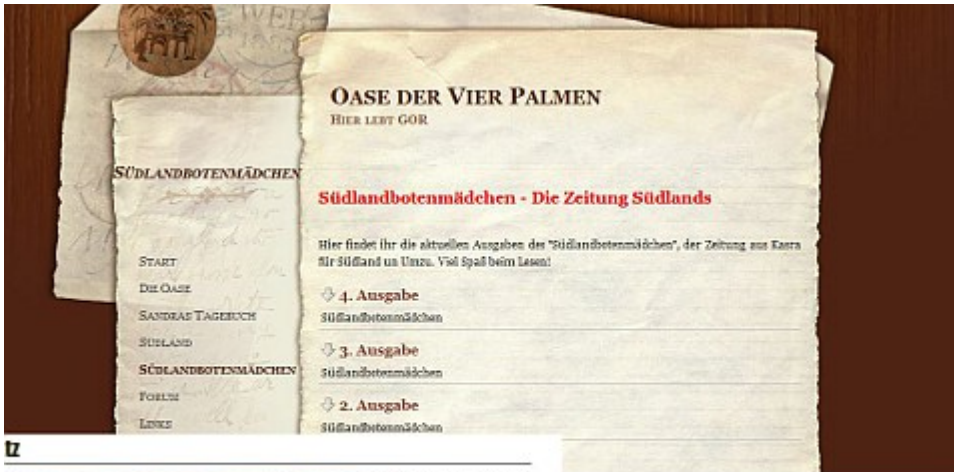 OASE DER VIER PALMEN
HIER LEBT GOR
SÜDLANDBOTENMÄDCHEN
START
DIE OASE
SANDRAS TAGEBUCH
SÜDLAND
SÜDLANDBOTENMÄDCHEN
FORUM
LINKS
Südlandbotenmädchen - Die Zeitung Südlands
Hier findet ihr die aktuellen Ausgaben des "Südlandbotenmädchen", der Zeitung aus Kasra
für Südland un Umzu. Viel Spaß beim Lesen!
4. Ausgabe
Südlandbotenmädchen
3. Ausgabe
Südlandbotenmädchen
2. Ausgabe
Südlandbotenmädchen
tz